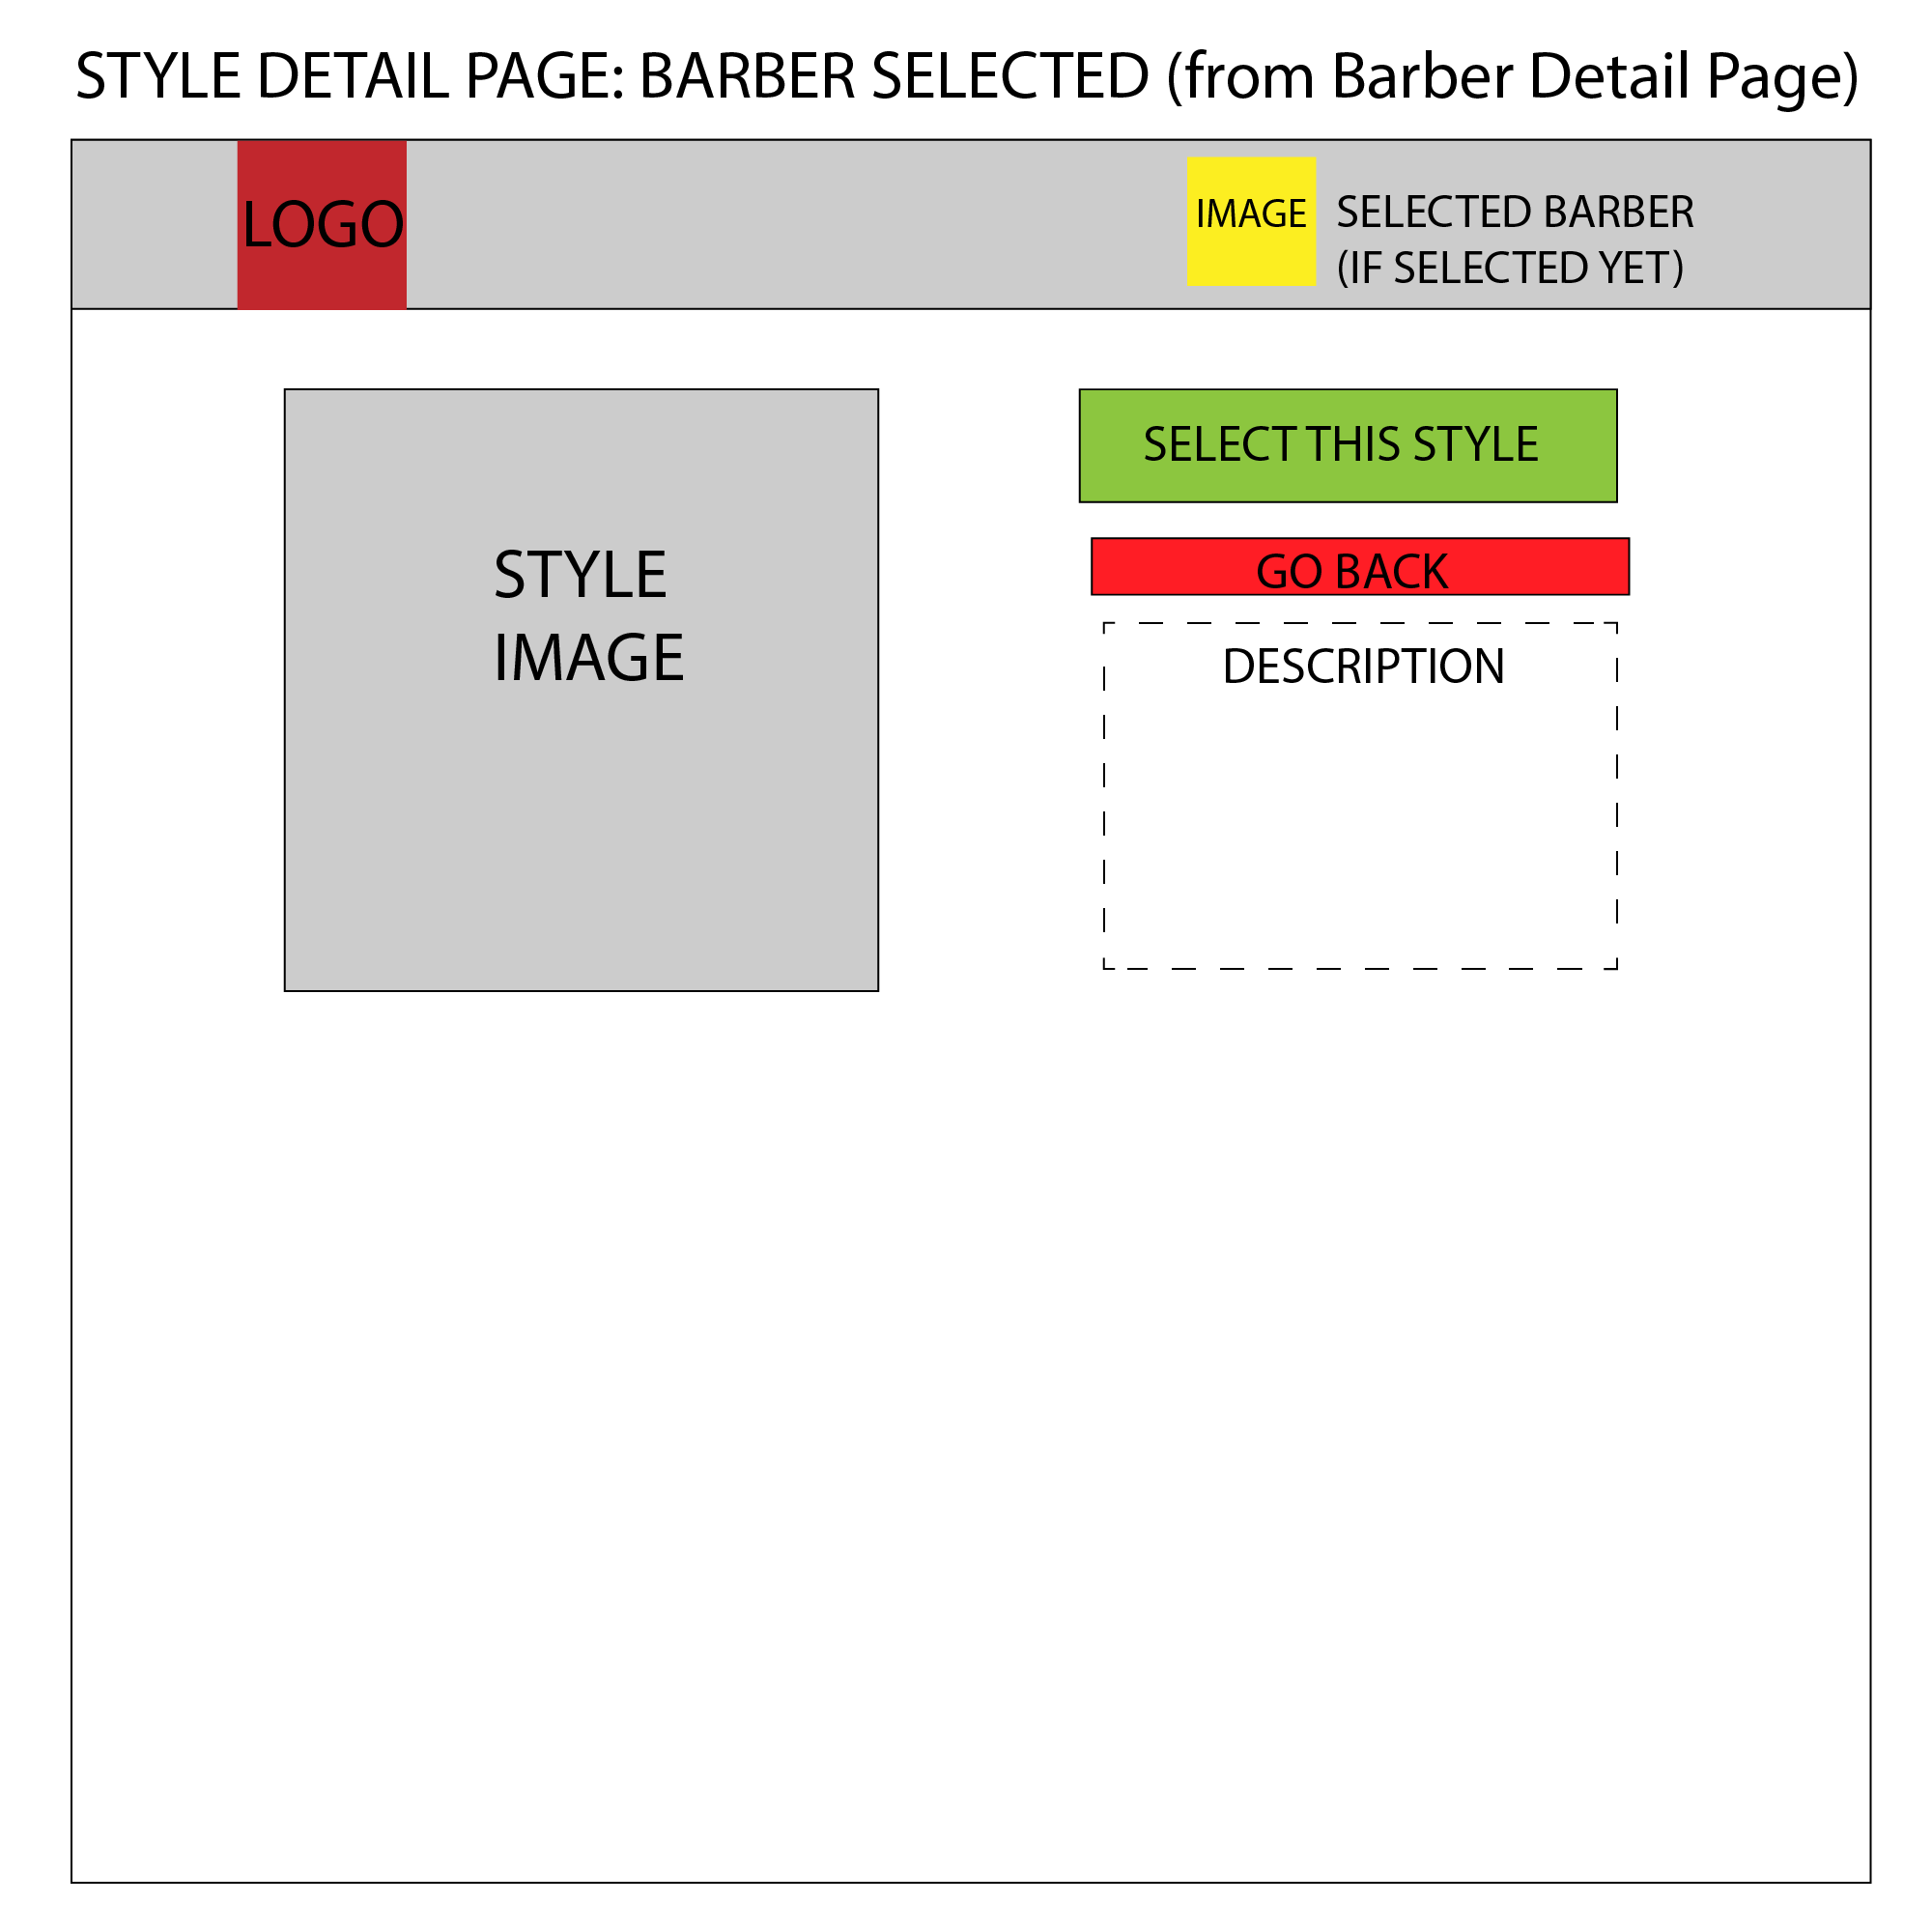 STYLE DETAIL PAGE: BARBER SELECTED (from Barber Detail Page)
LOGO
IMAGE
SELECTED BARBER
(IF SELECTED YET)
STYLE
IMAGE
SELECT THIS STYLE
GO BACK
DESCRIPTION